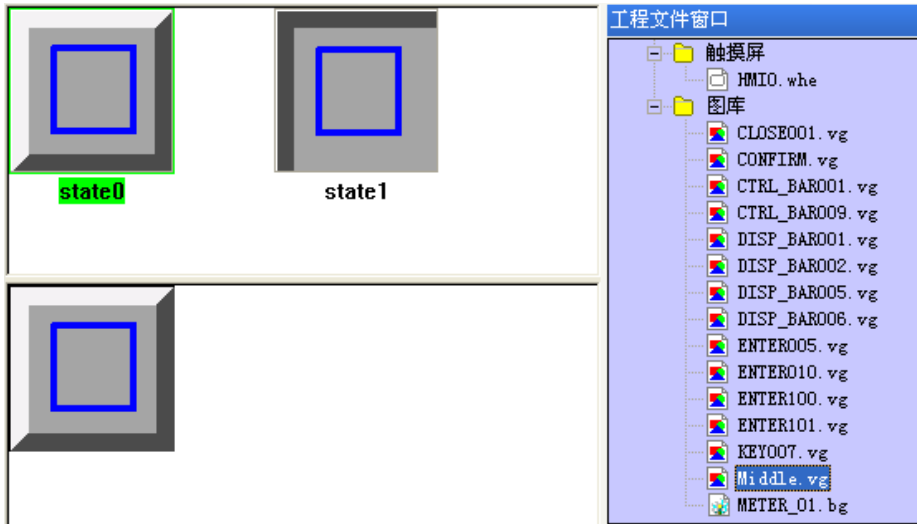 state0
state1
工程文件窗口
触摸屏
HMI0.whe
图库
CLOSE001.vg
CONFIRM.vg
CTRL_BAR001.vg
CTRL_BAR009.vg
DISP_BAR001.vg
DISP_BAR002.vg
DISP_BAR005.vg
DISP_BAR006.vg
ENTER005.vg
ENTER010.vg
ENTER100.vg
ENTER101.vg
KEY007.vg
Middle.vg
METER_01.bg